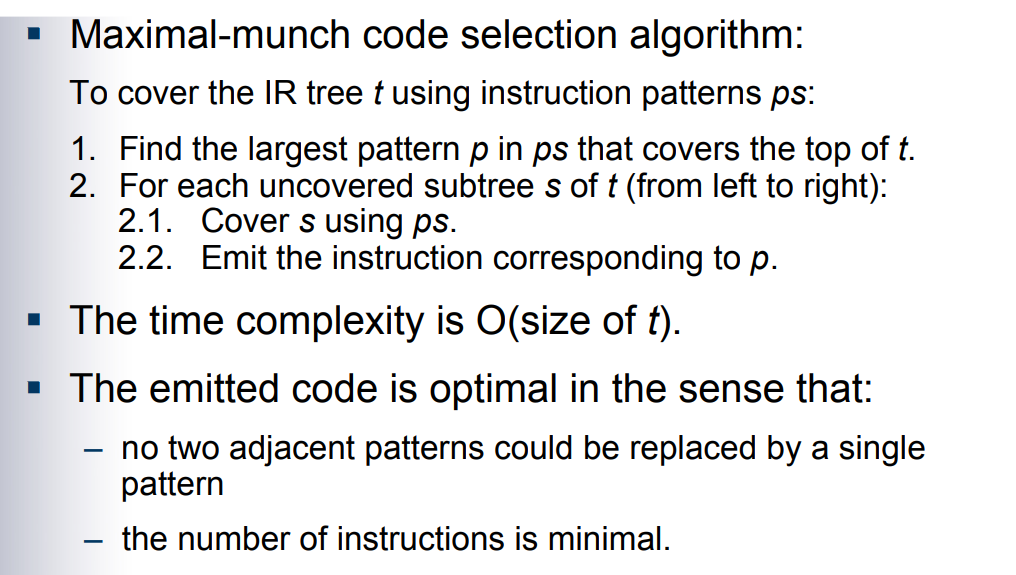 ▪ Maximal-munch code selection algorithm:
To cover the IR tree t using instruction patterns ps:
1. Find the largest pattern p in ps that covers the top of t.
2. For each uncovered subtree s of t (from left to right):
2.1. Cover s using ps.
2.2. Emit the instruction corresponding to p.
▪ The time complexity is O(size of t).
▪ The emitted code is optimal in the sense that:
– no two adjacent patterns could be replaced by a single
pattern
– the number of instructions is minimal.